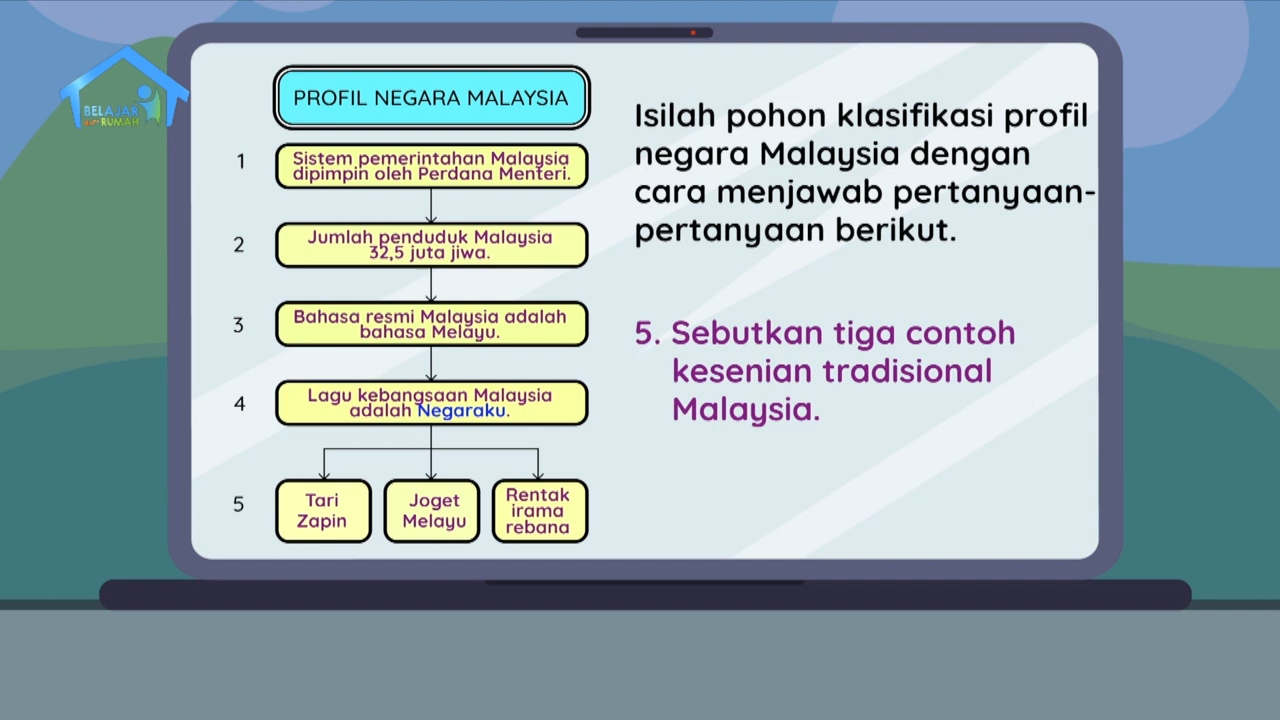 BELAJAR
dari RUMAH
PROFIL NEGARA MALAYSIA
1
Sistem pemerintahan Malaysia
dipimpin oleh Perdana Menteri.
2
Jumlah penduduk Malaysia
32,5 juta jiwa.
3
Bahasa resmi Malaysia adalah
bahasa Melayu.
4
Lagu kebangsaan Malaysia
adalah Negaraku.
5
Tari
Zapin
Joget
Melayu
Rentak
irama
rebana
Isilah pohon klasifikasi profil
negara Malaysia dengan
cara menjawab pertanyaan-
pertanyaan berikut.
5. Sebutkan tiga contoh
kesenian tradisional
Malaysia.